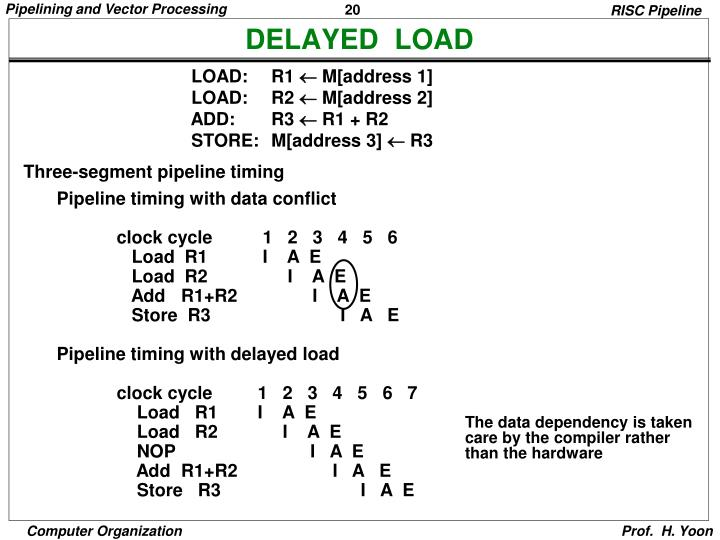 Pipelining and Vector Processing 20 RISC Pipeline
DELAYED LOAD
LOAD: R1 ← M[address 1]
LOAD: R2 ← M[address 2]
ADD: R3 ← R1 + R2
STORE: M[address 3] ← R3
Three-segment pipeline timing
Pipeline timing with data conflict
clock cycle 1 2 3 4 5 6
Load R1 I A E
Load R2 I A E
Add R1+R2 I A E
Store R3 I A E
Pipeline timing with delayed load
clock cycle 1 2 3 4 5 6 7
Load R1 I A E
Load R2 I A E
NOP I A E
Add R1+R2 I A E
Store R3 I A E
The data dependency is taken
care by the compiler rather
than the hardware
Computer Organization Prof. H. Yoon